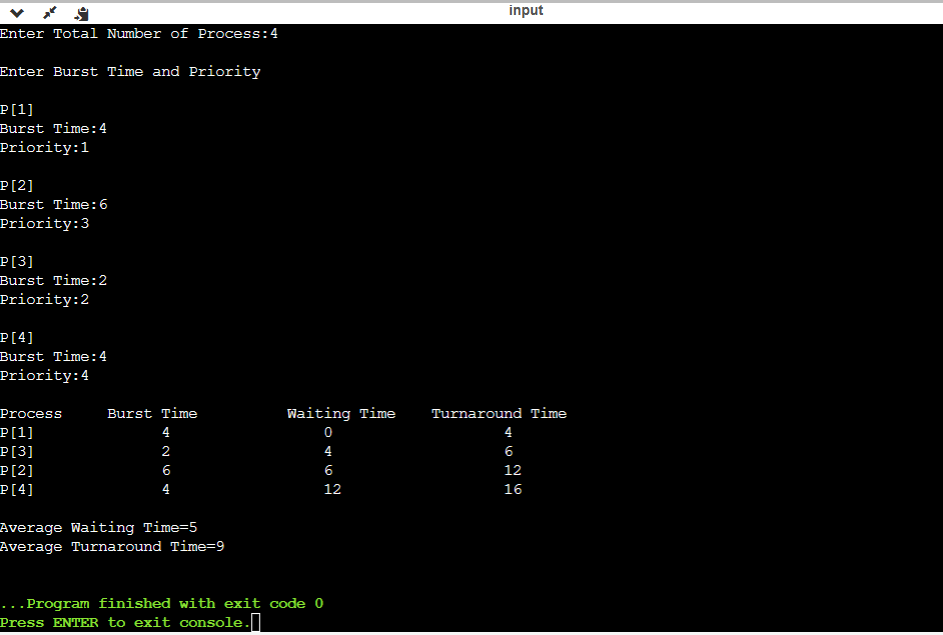 input
Enter Total Number of Process:4
Enter Burst Time and Priority
P[1]
Burst Time:4
Priority:1
P[2]
Burst Time:6
Priority:3
P[3]
Burst Time:2
Priority:2
P[4]
Burst Time:4
Priority:4
Process Burst Time Waiting Time Turnaround Time
P[1] 4 0 4
P[3] 2 4 6
P[2] 6 6 12
P[4] 4 12 16
Average Waiting Time=5
Average Turnaround Time=9
...Program finished with exit code 0
Press ENTER to exit console.